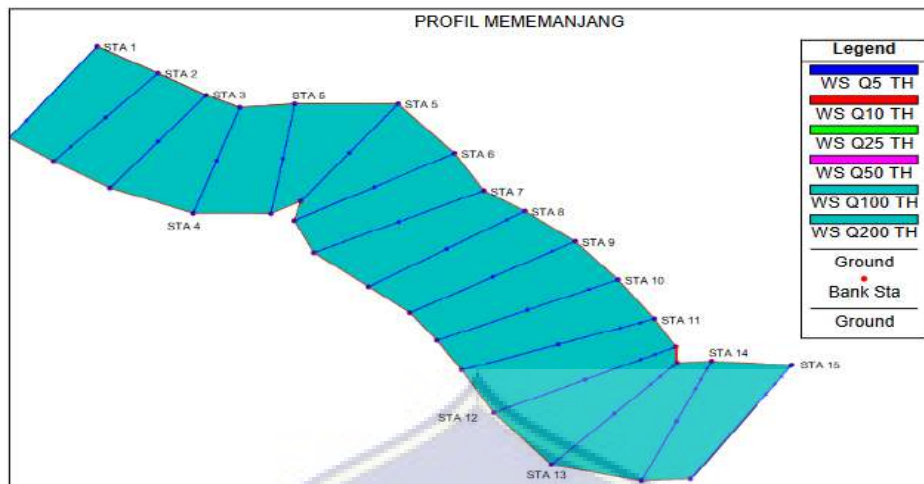 PROFIL MEMEMANJANG
STA 1
STA 2
STA 3
STA 4
STA 6
STA 5
STA 6
STA 7
STA 8
STA 9
STA 10
STA 11
STA 12
STA 13
STA 14
STA 15
Legend
WS Q5 TH
WS Q10 TH
WS Q25 TH
WS Q50 TH
WS Q100 TH
WS Q200 TH
Ground
Bank Sta
Ground